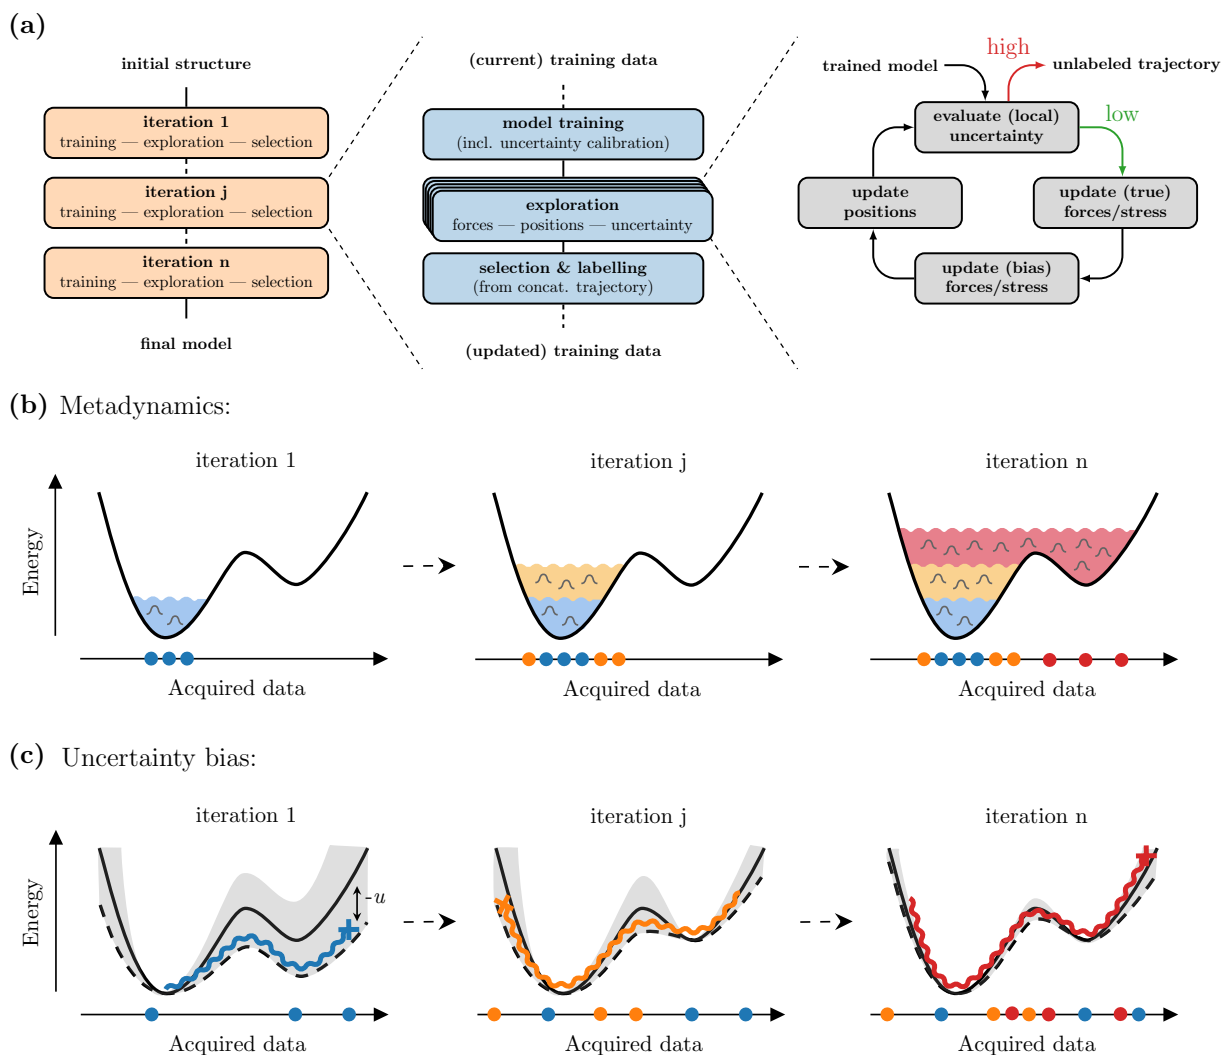 (a)
initial structure
iteration 1
training — exploration — selection
iteration j
training — exploration — selection
iteration n
training — exploration — selection
final model
(current) training data
model training
(incl. uncertainty calibration)
exploration
forces — positions — uncertainty
selection & labelling
(from concat. trajectory)
(updated) training data
high
trained model
unlabeled trajectory
evaluate (local)
uncertainty
low
update
positions
update (true)
forces/stress
update (bias)
forces/stress
(b) Metadynamics:
iteration 1
iteration j
iteration n
Energy
Acquired data
Acquired data
Acquired data
(c) Uncertainty bias:
iteration 1
iteration j
iteration n
Energy
-u
Acquired data
Acquired data
Acquired data